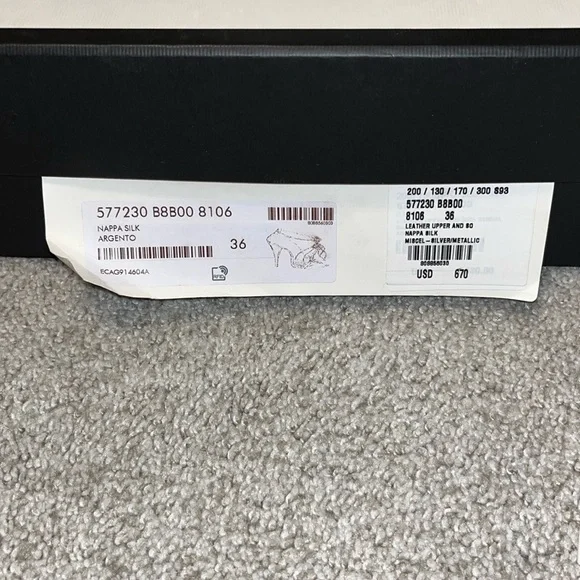 577230 B8B00 8106
NAPPA SILK
ARGENTO
36
ECAG914604A
RFID
200 / 130 / 170 / 300 S93
577230 B8B00
8106 36
LEATHER UPPER AND SO
NAPPA SILK
MISCEL-SILVER/METALLIC
USD 670